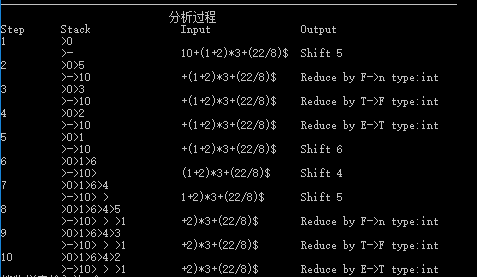 分析过程
Step Stack Input Output
1 >0
>- 10+(1+2)*3+(22/8)$ Shift 5
2 >0>5
>->10 +(1+2)*3+(22/8)$ Reduce by F->n type:int
3 >0>3
>->10 +(1+2)*3+(22/8)$ Reduce by T->F type:int
4 >0>2
>->10 +(1+2)*3+(22/8)$ Reduce by E->T type:int
5 >0>1
>->10 +(1+2)*3+(22/8)$ Shift 6
6 >0>1>6
>->10> (1+2)*3+(22/8)$ Shift 4
7 >0>1>6>4
>->10> > 1+2)*3+(22/8)$ Shift 5
8 >0>1>6>4>5
>->10> > >1 +2)*3+(22/8)$ Reduce by F->n type:int
9 >0>1>6>4>3
>->10> > >1 +2)*3+(22/8)$ Reduce by T->F type:int
10 >0>1>6>4>2
>->10> > >1 +2)*3+(22/8)$ Reduce by E->T type:int